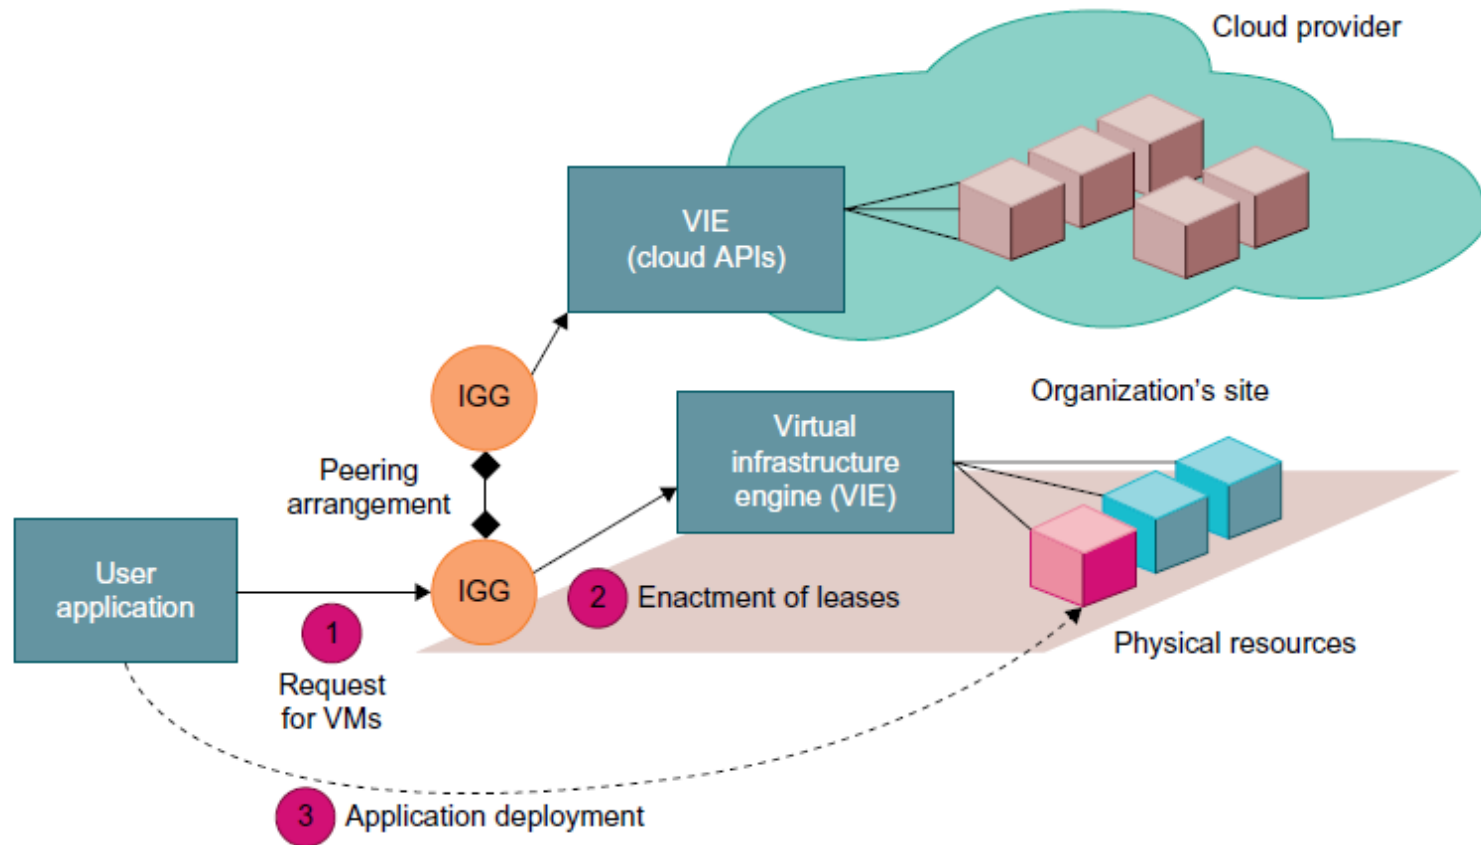 Cloud provider
VIE
(cloud APIs)
IGG
Organization's site
Virtual
infrastructure
engine (VIE)
Peering
arrangement
User
application
IGG
2 Enactment of leases
1
Request
for VMs
Physical resources
3 Application deployment